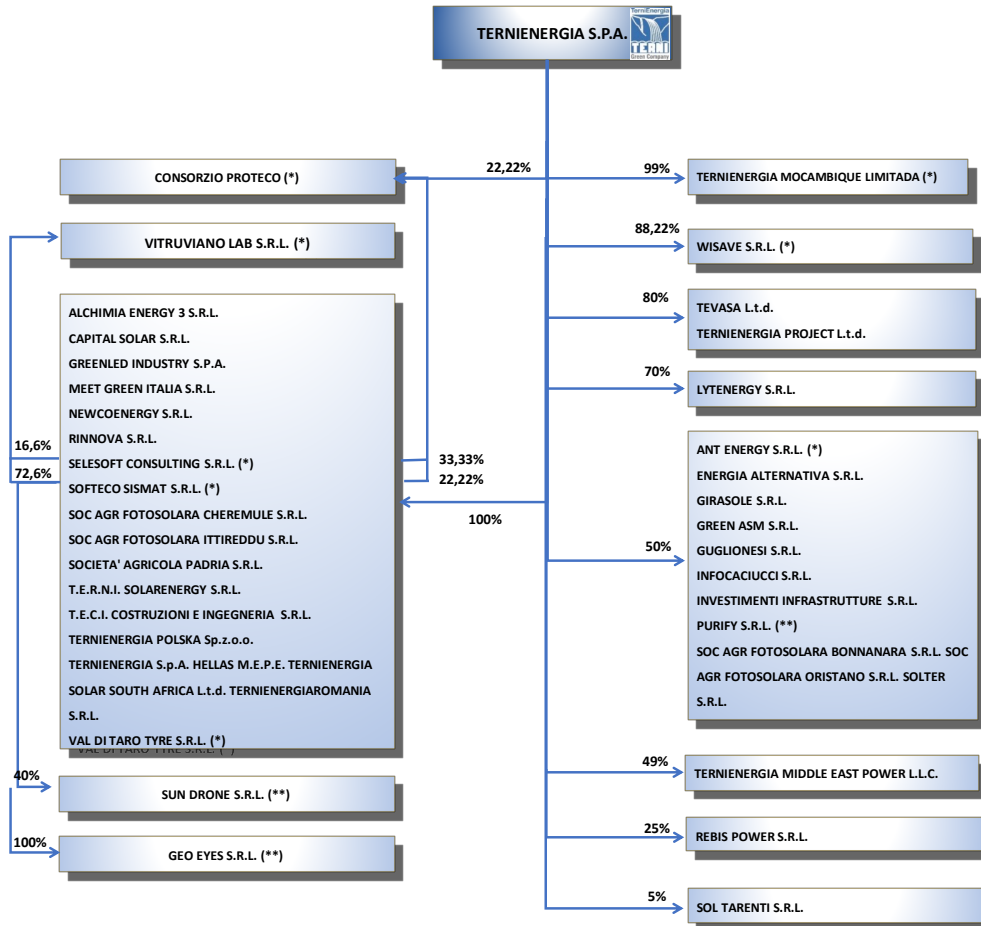 TERNIENERGIA S.P.A.
TerniEnergia
TERNI
Green Company
CONSORZIO PROTECO (*)
22,22%
99%
TERNIENERGIA MOCAMBIQUE LIMITADA (*)
VITRUVIANO LAB S.R.L. (*)
88,22%
WISAVE S.R.L. (*)
80%
TEVASA L.t.d.
TERNIENERGIA PROJECT L.t.d.
70%
LYTENERGY S.R.L.
ALCHIMIA ENERGY 3 S.R.L.
CAPITAL SOLAR S.R.L.
GREENLED INDUSTRY S.P.A.
MEET GREEN ITALIA S.R.L.
NEWCOENERGY S.R.L.
RINNOVA S.R.L.
SELESOFT CONSULTING S.R.L. (*)
SOFTECO SISMAT S.R.L. (*)
SOC AGR FOTOSOLARA CHEREMULE S.R.L.
SOC AGR FOTOSOLARA ITTIREDDU S.R.L.
SOCIETA' AGRICOLA PADRIA S.R.L.
T.E.R.N.I. SOLARENERGY S.R.L.
T.E.C.I. COSTRUZIONI E INGEGNERIA S.R.L.
TERNIENERGIA POLSKA Sp.z.o.o.
TERNIENERGIA S.p.A. HELLAS M.E.P.E. TERNIENERGIA
SOLAR SOUTH AFRICA L.t.d. TERNIENERGIAROMANIA
S.R.L.
VAL DI TARO TYRE S.R.L. (*)
VAL DI TARO TYRE S.R.L. (*)
16,6%
72,6%
33,33%
22,22%
100%
50%
ANT ENERGY S.R.L. (*)
ENERGIA ALTERNATIVA S.R.L.
GIRASOLE S.R.L.
GREEN ASM S.R.L.
GUGLIONESI S.R.L.
INFOCACIUCCI S.R.L.
INVESTIMENTI INFRASTRUTTURE S.R.L.
PURIFY S.R.L. (**)
SOC AGR FOTOSOLARA BONNANARA S.R.L. SOC
AGR FOTOSOLARA ORISTANO S.R.L. SOLTER
S.R.L.
40%
SUN DRONE S.R.L. (**)
49%
TERNIENERGIA MIDDLE EAST POWER L.L.C.
100%
GEO EYES S.R.L. (**)
25%
REBIS POWER S.R.L.
5%
SOL TARENTI S.R.L.